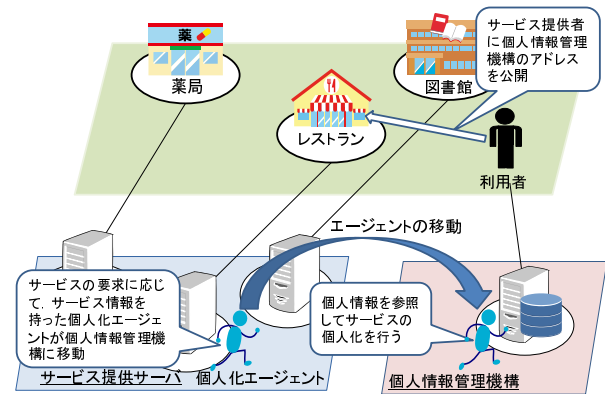 薬
薬局
レストラン
図書館
サービス提供者
に個人情報管理
機構のアドレス
を公開
利用者
エージェントの移動
サービスの要求に応じ
て，サービス情報を
持った個人化エージェ
ントが個人情報管理機
構に移動
個人情報を参照
してサービスの
個人化を行う
サービス提供サーバ
個人化エージェント
個人情報管理機構